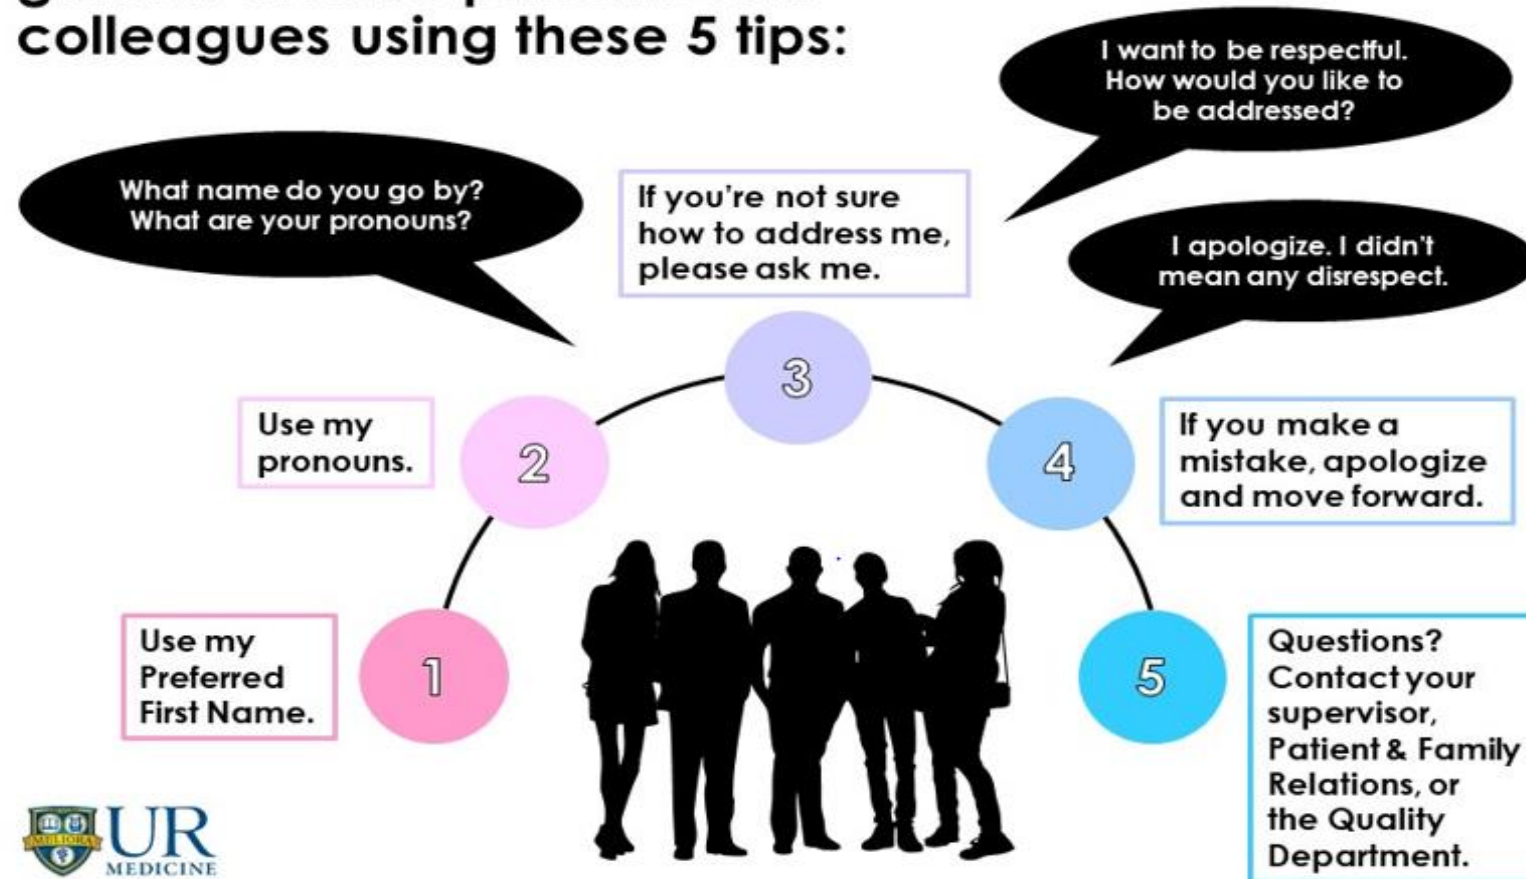 colleagues using these 5 tips:
I want to be respectful.
How would you like to
be addressed?
What name do you go by?
What are your pronouns?
If you're not sure
how to address me,
please ask me.
I apologize. I didn't
mean any disrespect.
3
Use my
pronouns.
2
4
If you make a
mistake, apologize
and move forward.
Use my
Preferred
First Name.
1
5
Questions?
Contact your
supervisor,
Patient & Family
Relations, or
the Quality
Department.
MELIORA
UR
MEDICINE